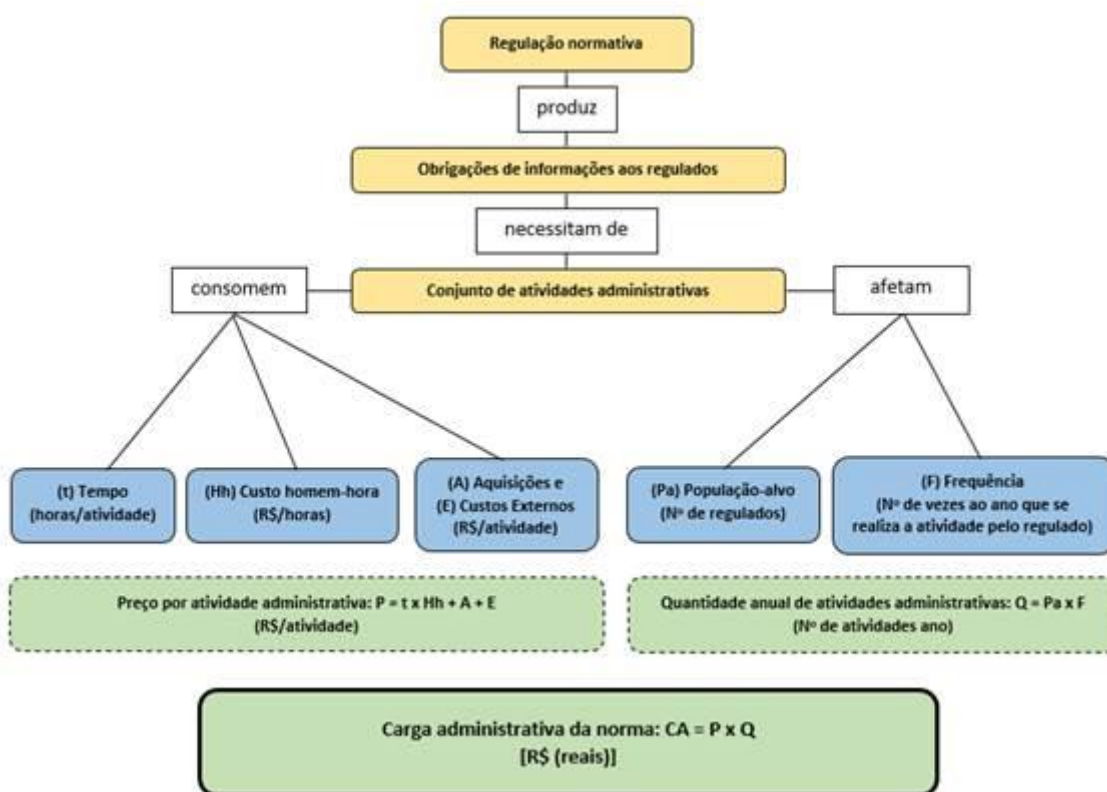 Regulação normativa
produz
Obrigações de informações aos regulados
necessitam de
consomem
Conjunto de atividades administrativas
afetam
(t) Tempo
(horas/atividade)
(Hh) Custo homem-hora
(R$/horas)
(A) Aquisições e
(E) Custos Externos
(R$/atividade)
(Pa) População-alvo
(Nº de regulados)
(F) Frequência
(Nº de vezes ao ano que se
realiza a atividade pelo regulado)
Preço por atividade administrativa: P = t x Hh + A + E
(R$/atividade)
Quantidade anual de atividades administrativas: Q = Pa x F
(Nº de atividades ano)
Carga administrativa da norma: CA = P x Q
[R$ (reais)]